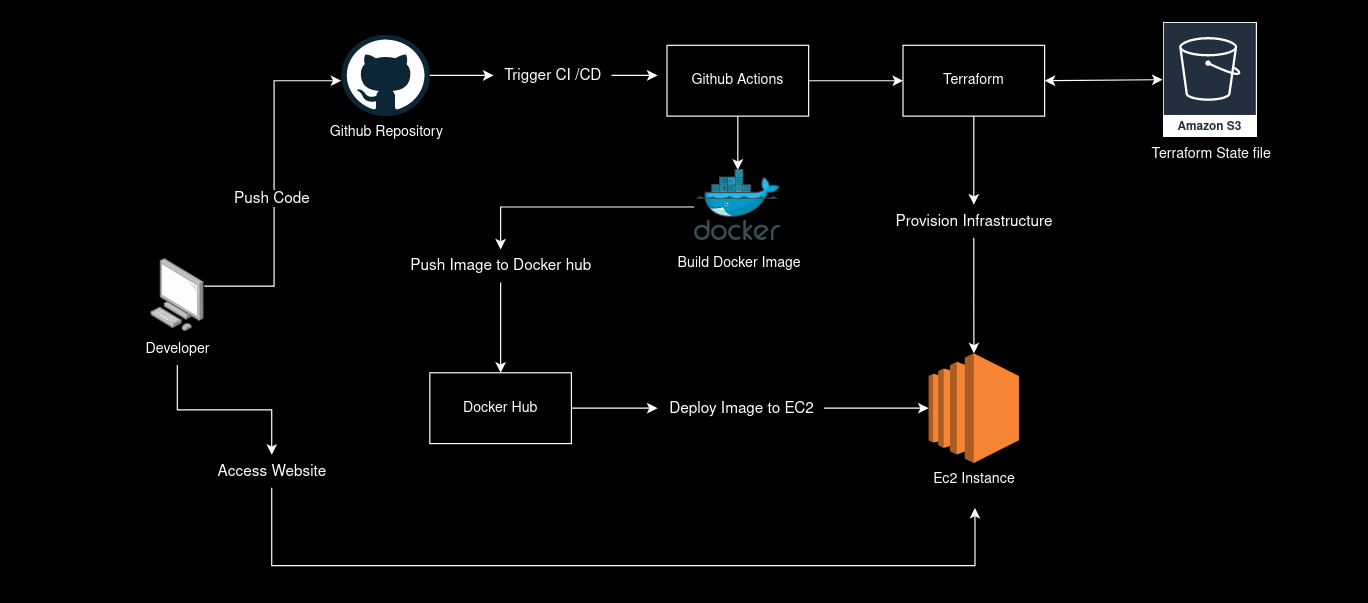 Trigger CI /CD
Github Actions
Terraform
Amazon S3
Github Repository
Terraform State file
Push Code
docker
Provision Infrastructure
Push Image to Docker hub
Build Docker Image
Developer
Docker Hub
Deploy Image to EC2
Access Website
Ec2 Instance